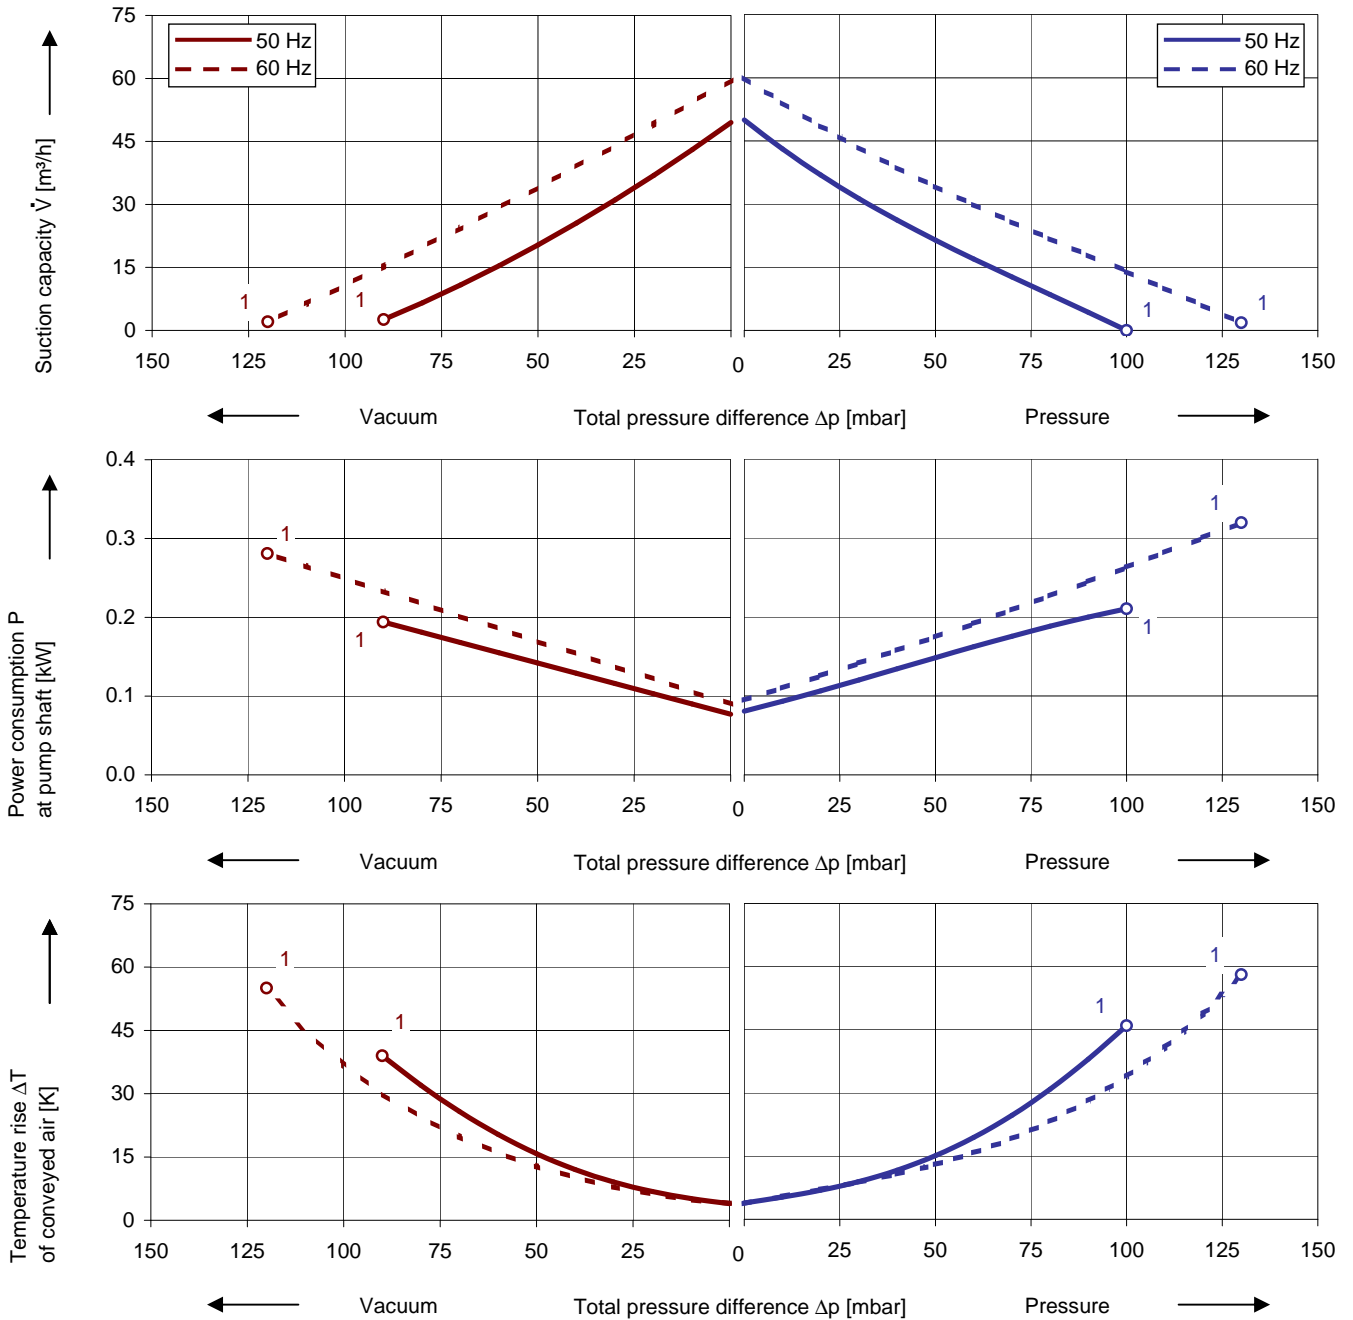 75
60
45
30
15
0
Suction capacity V̇ [m³/h]
50 Hz
60 Hz
50 Hz
60 Hz
1
1
1
1
150 125 100 75 50 25 0 25 50 75 100 125 150
Vacuum Total pressure difference Δp [mbar] Pressure
0.4
0.3
0.2
0.1
0.0
Power consumption P
at pump shaft [kW]
1
1
1
1
150 125 100 75 50 25 0 25 50 75 100 125 150
Vacuum Total pressure difference Δp [mbar] Pressure
75
60
45
30
15
0
Temperature rise ΔT
of conveyed air [K]
1
1
1
1
150 125 100 75 50 25 0 25 50 75 100 125 150
Vacuum Total pressure difference Δp [mbar] Pressure